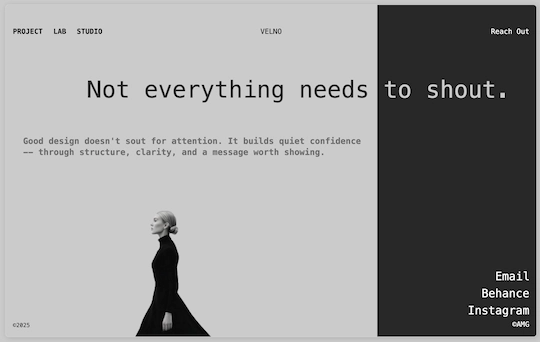 PROJECT LAB STUDIO VELNO Reach Out
Not everything needs to shout.
Good design doesn't sout for attention. It builds quiet confidence
—— through structure, clarity, and a message worth showing.
Email
Behance
Instagram
©2025 ©AMG